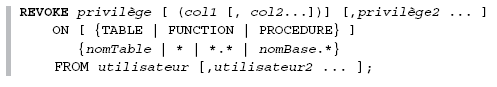 REVOKE privilège [ (col1 [, col2...])] [,privilège2 ... ]
ON [ {TABLE | FUNCTION | PROCEDURE} ]
{nomTable | * | *.* | nomBase.*}
FROM utilisateur [,utilisateur2 ... ];